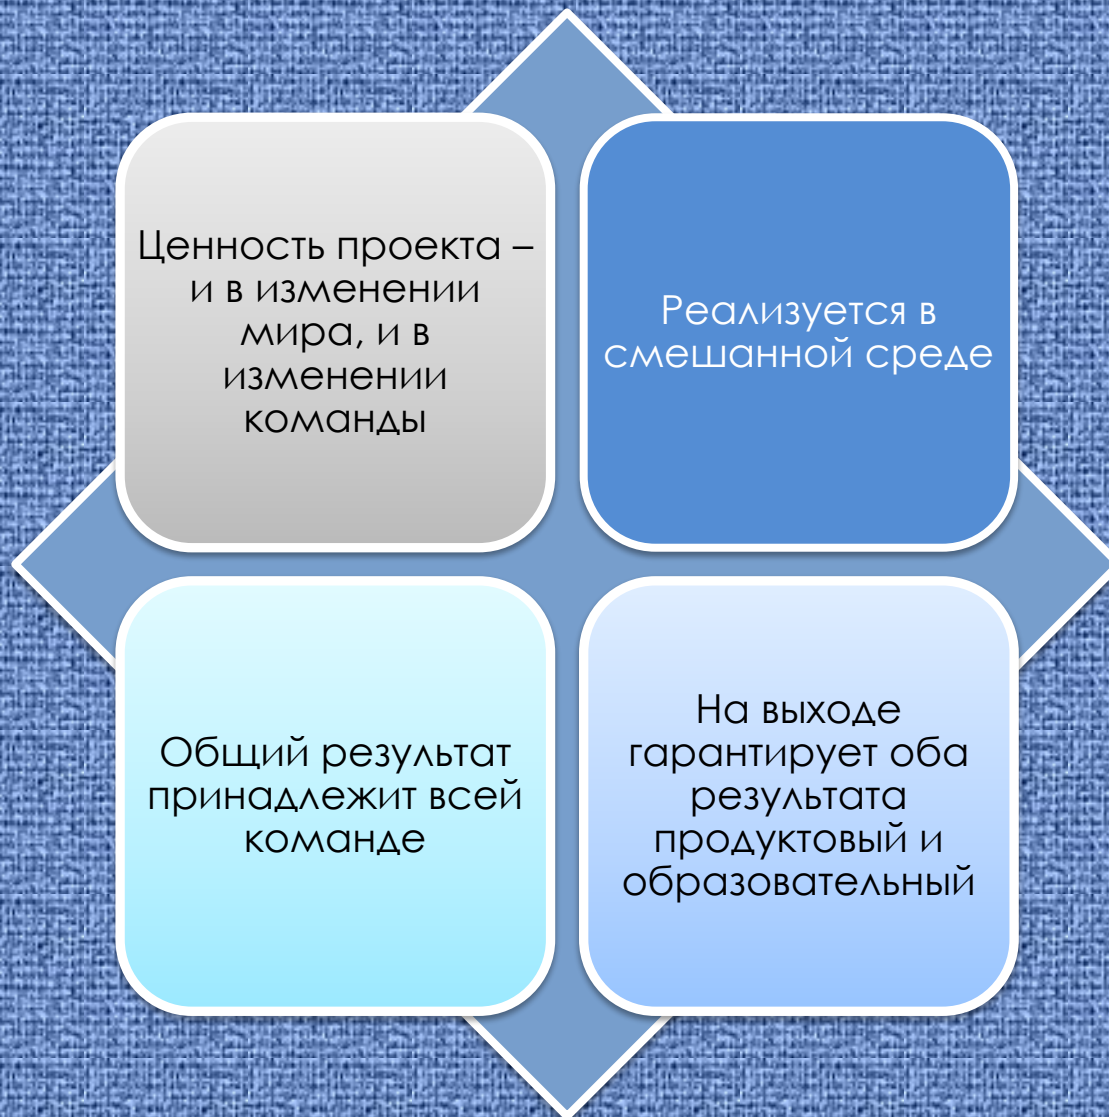 Ценность проекта –
и в изменении
мира, и в
изменении
команды
Реализуется в
смешанной среде
Общий результат
принадлежит всей
команде
На выходе
гарантирует оба
результата
продуктовый и
образовательный